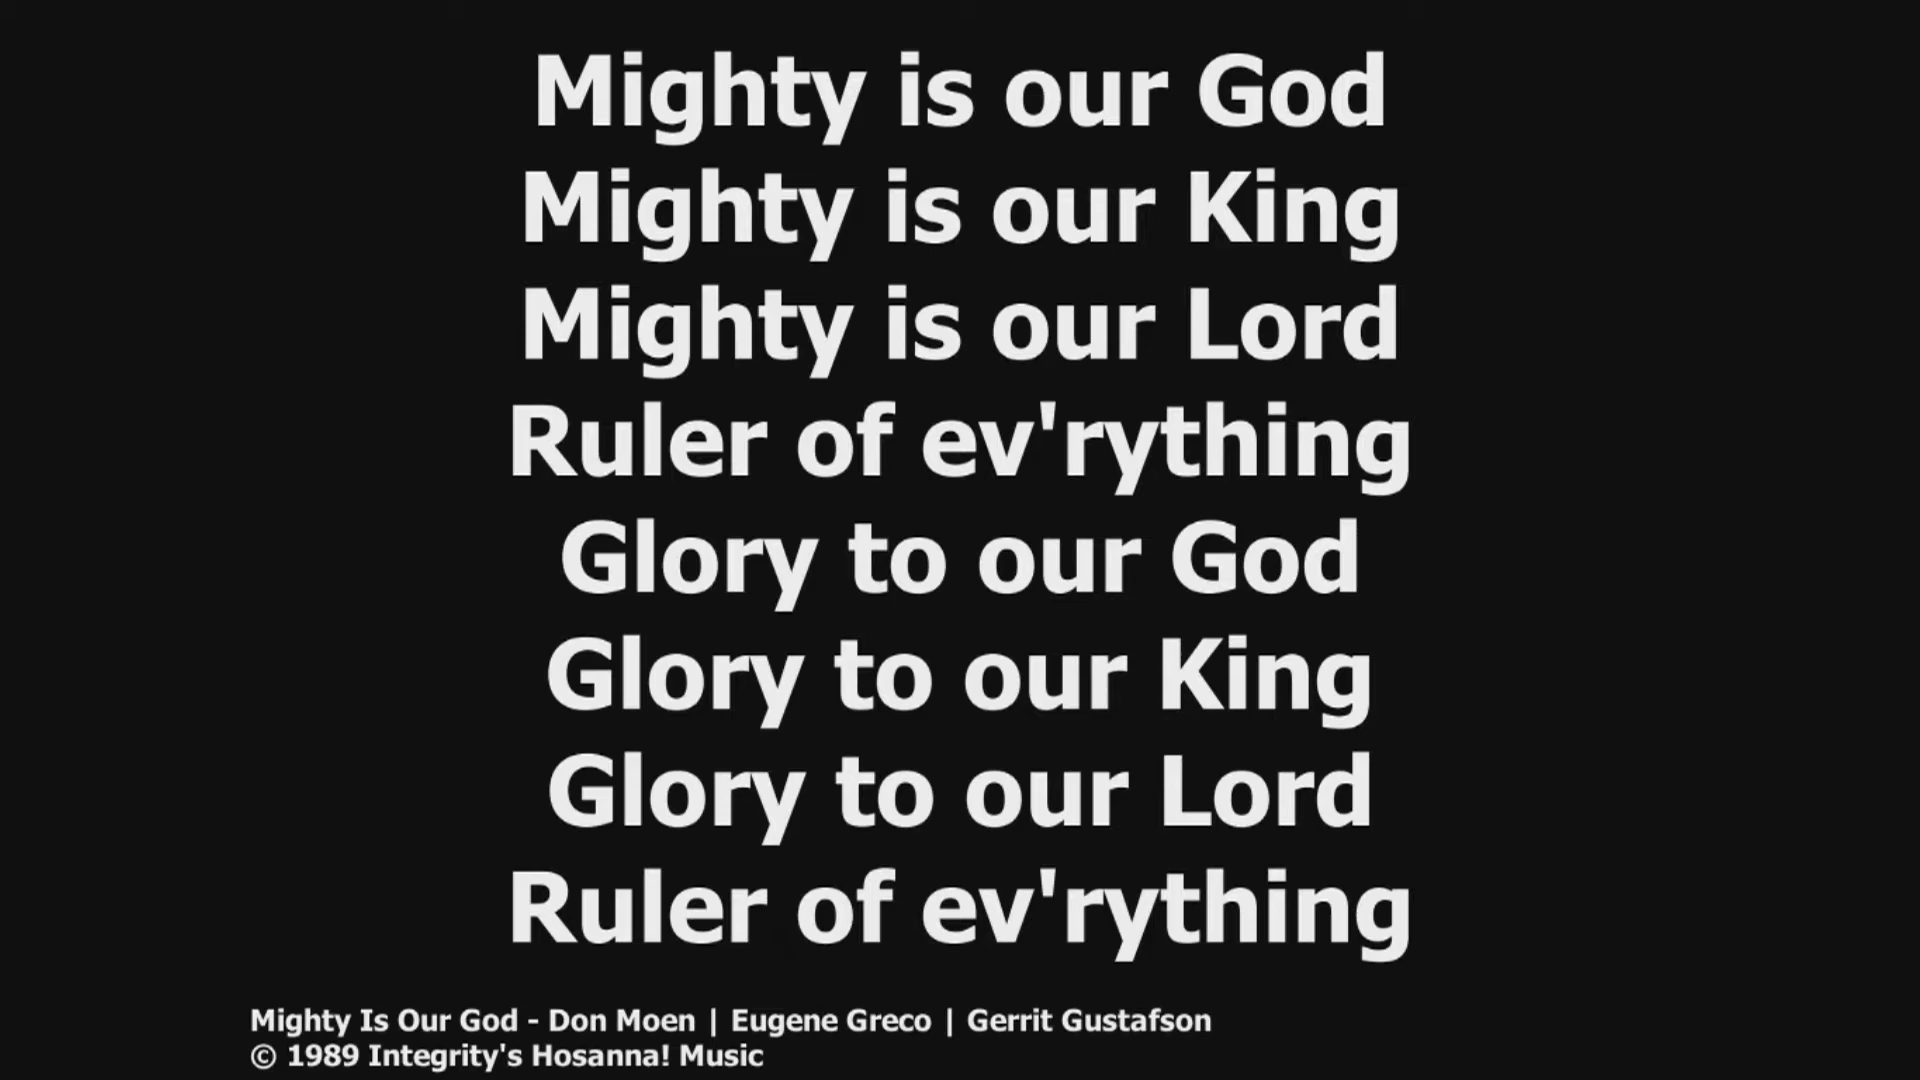 Mighty is our God
Mighty is our King
Mighty is our Lord
Ruler of ev'rything
Glory to our God
Glory to our King
Glory to our Lord
Ruler of ev'rything
Mighty Is Our God - Don Moen | Eugene Greco | Gerrit Gustafson
© 1989 Integrity's Hosanna! Music